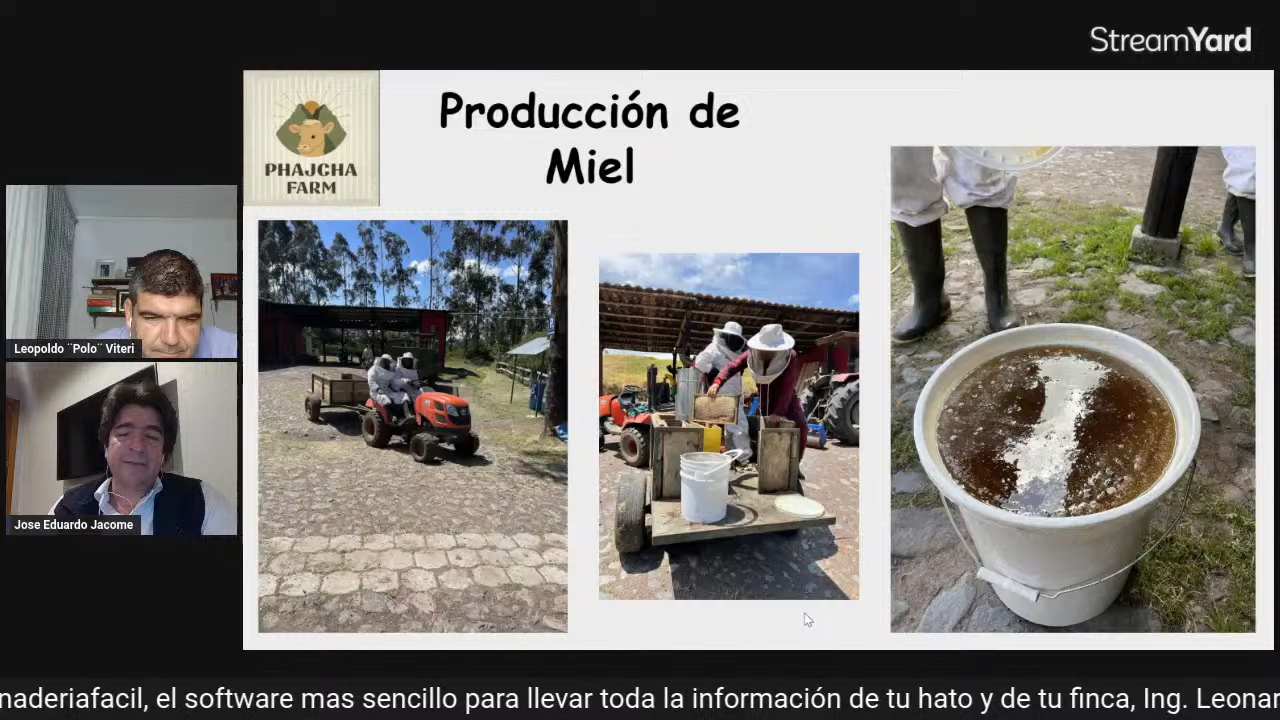 StreamYard
Producción de
Miel
PHAJCHA
FARM
Leopoldo ¨Polo¨ Viteri
Jose Eduardo Jacome
naderiafacil, el software mas sencillo para llevar toda la información de tu hato y de tu finca, Ing. Leonar